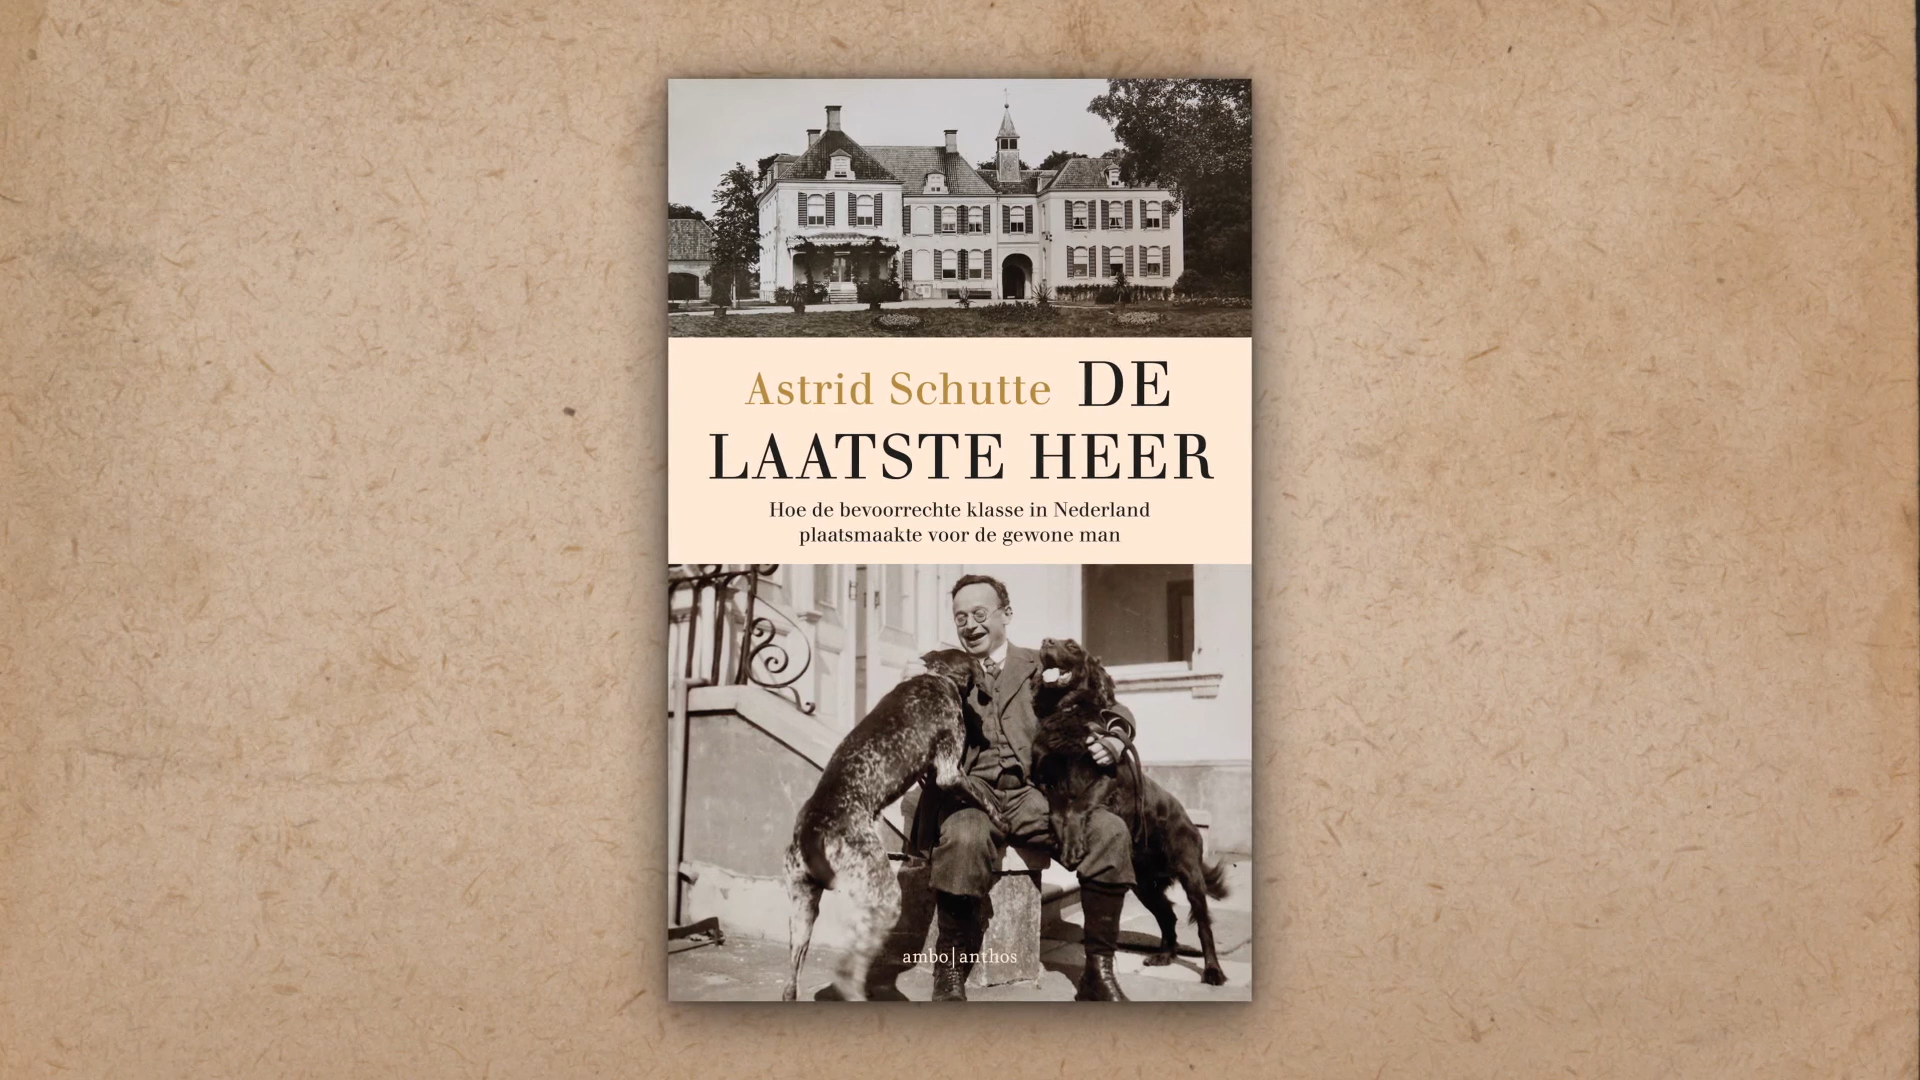 Astrid Schutte DE
LAATSTE HEER
Hoe de bevoorrechte klasse in Nederland
plaatsmaakte voor de gewone man
ambo|anthos